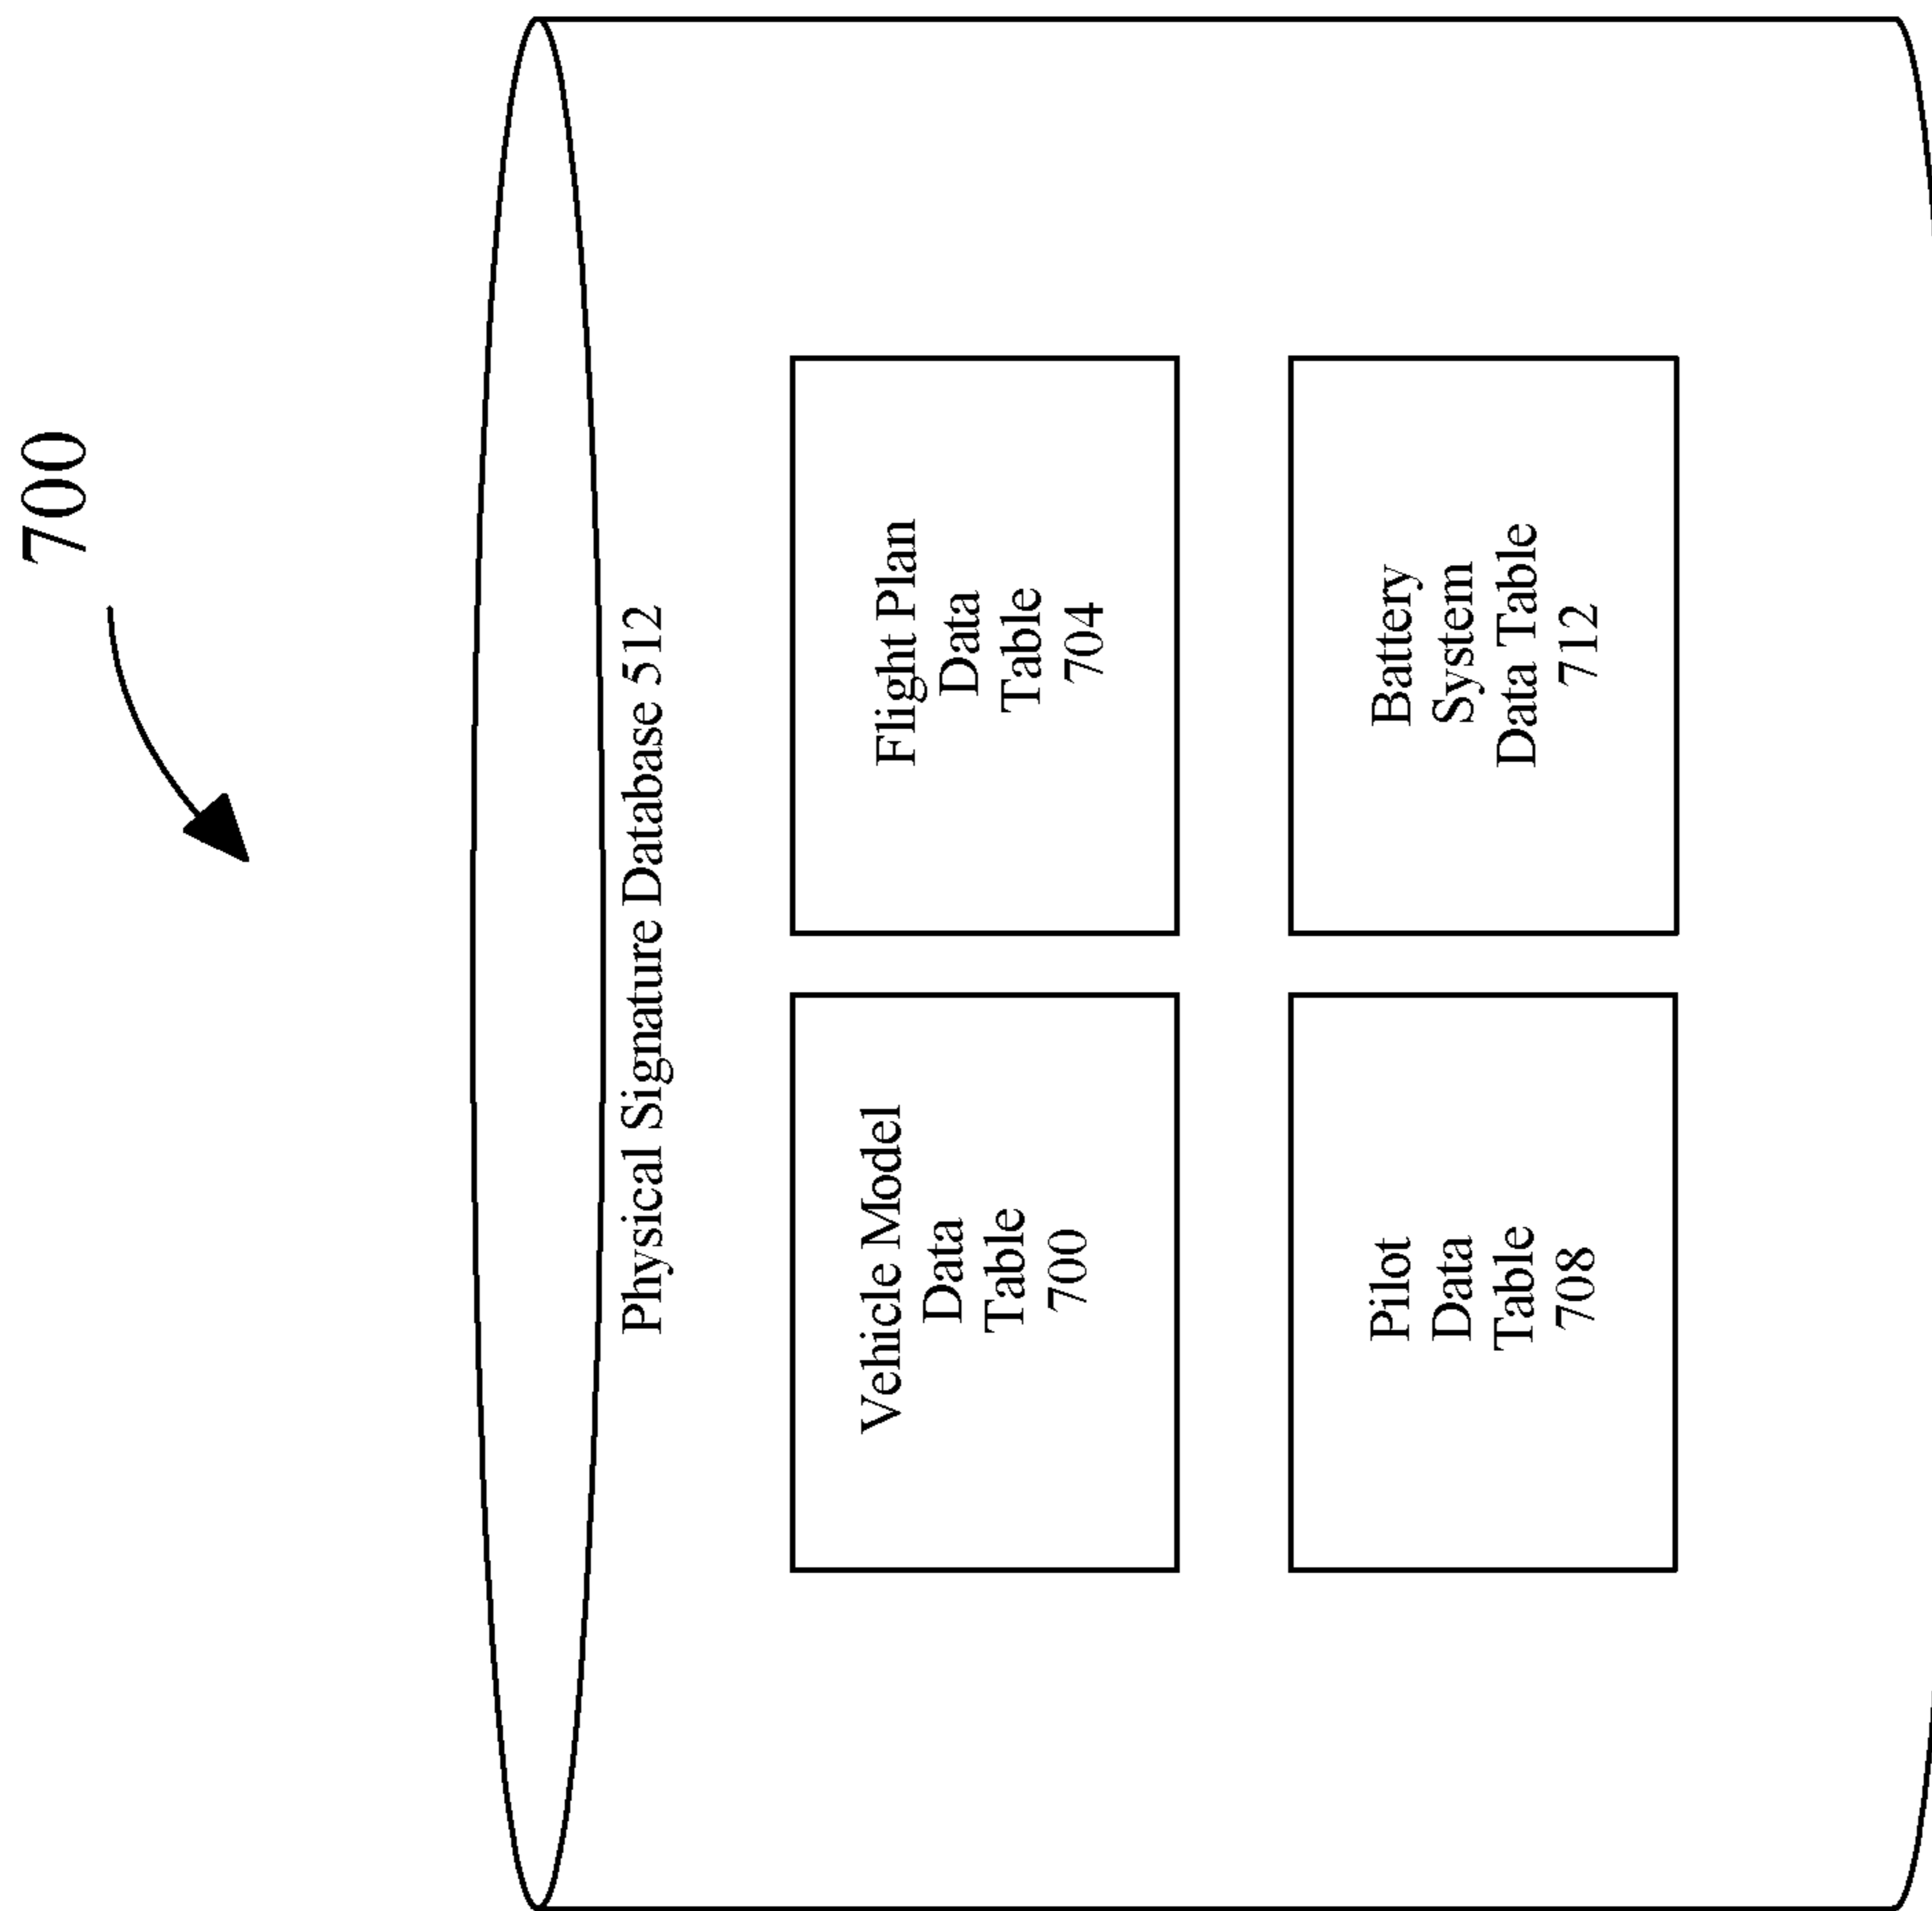 700
Physical Signature Database 512
Vehicle Model
Data
Table
700
Flight Plan
Data
Table
704
Pilot
Data
Table
708
Battery
System
Data Table
712